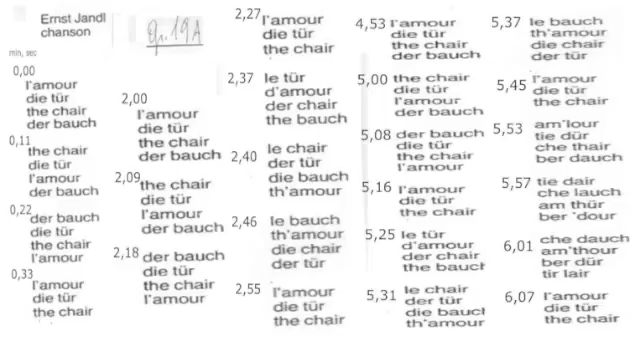 Ernst Jandl
chanson
min, sec
0,00
l'amour
die tür
the chair
der bauch
0,11
the chair
die tür
l'amour
der bauch
0,22
der bauch
die tür
the chair
l'amour
0,33
l'amour
die tür
the chair
2,00
l'amour
die tür
the chair
der bauch
2,09
the chair
die tür
l'amour
der bauch
2,18
der bauch
die tür
the chair
l'amour
2,27
l'amour
die tür
the chair
2,37
le tür
d'amour
der chair
the bauch
2,40
le chair
der tür
die bauch
th'amour
2,46
le bauch
th'amour
die chair
der tür
2,55
l'amour
die tür
the chair
4,53
l'amour
die tür
the chair
der bauch
5,00
the chair
die tür
l'amour
der bauch
5,08
der bauch
die tür
the chair
l'amour
5,16
l'amour
die tür
the chair
5,25
le tür
d'amour
der chair
the bauch
5,31
le chair
der tür
die bauch
th'amour
5,37
le bauch
th'amour
die chair
der tür
5,45
l'amour
die tür
the chair
5,53
am'lour
tie dür
che thair
ber dauch
5,57
tie dair
che lauch
am thür
ber 'dour
6,01
che dauch
am'thour
ber dür
tir lair
6,07
l'amour
die tür
the chair